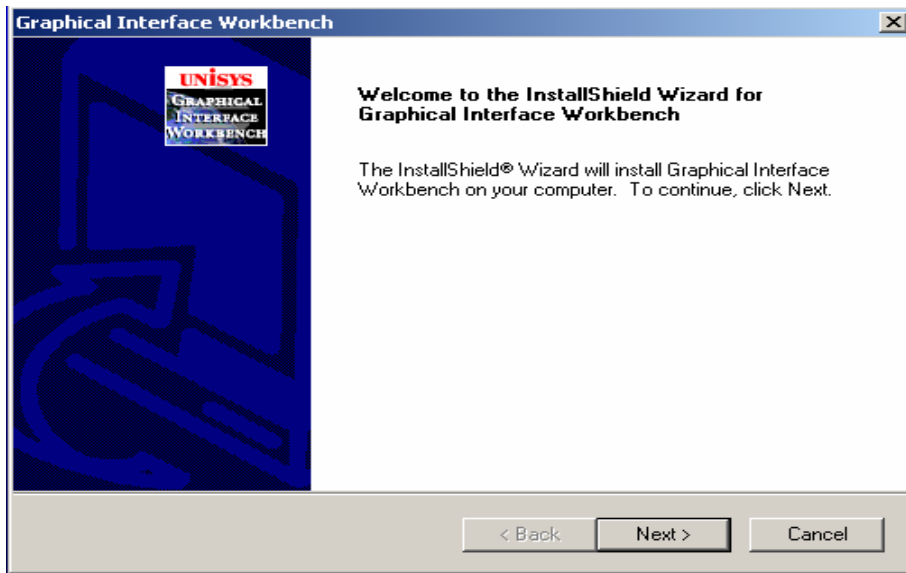 Graphical Interface Workbench
UNISYS
GRAPHICAL
INTERFACE
WORKBENCH
Welcome to the InstallShield Wizard for
Graphical Interface Workbench
The InstallShield® Wizard will install Graphical Interface
Workbench on your computer. To continue, click Next.
< Back
Next >
Cancel